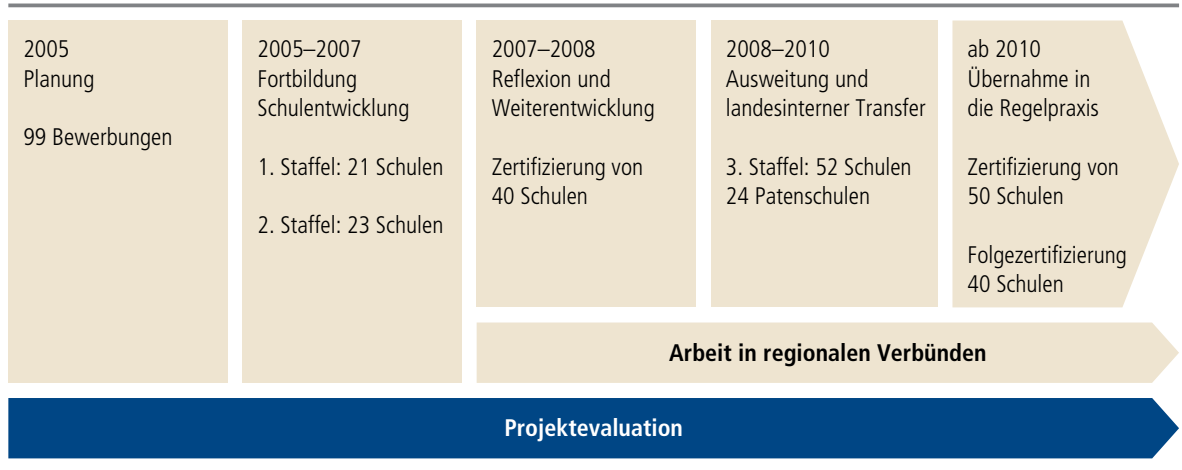 2005
Planung
99 Bewerbungen
2005–2007
Fortbildung
Schulentwicklung
1. Staffel: 21 Schulen
2. Staffel: 23 Schulen
2007–2008
Reflexion und
Weiterentwicklung
Zertifizierung von
40 Schulen
2008–2010
Ausweitung und
landesinterner Transfer
3. Staffel: 52 Schulen
24 Patenschulen
ab 2010
Übernahme in
die Regelpraxis
Zertifizierung von
50 Schulen
Folgezertifizierung
40 Schulen
Arbeit in regionalen Verbünden
Projektevaluation